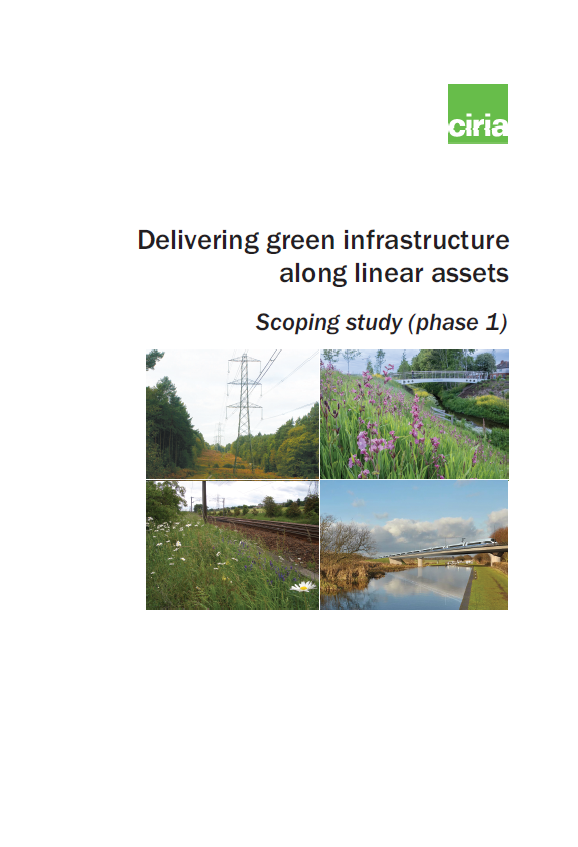 ciria
Delivering green infrastructure
along linear assets
Scoping study (phase 1)